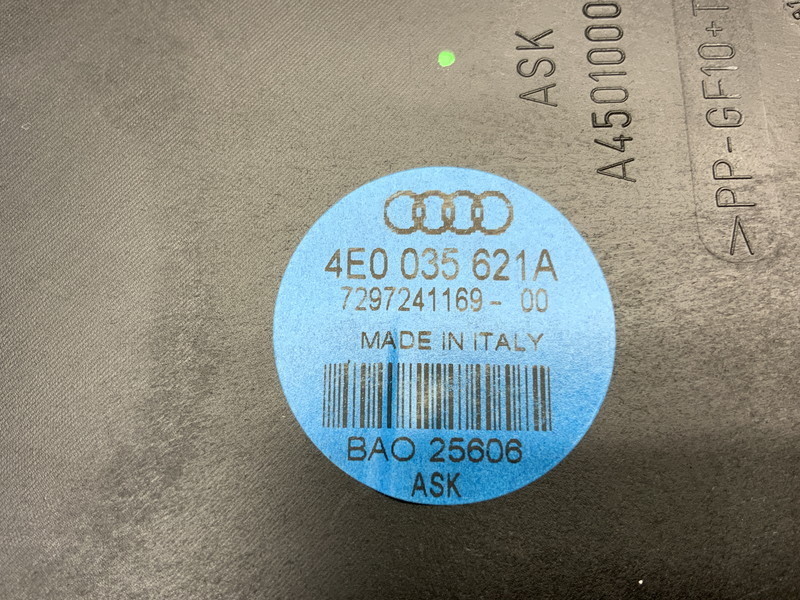 ASK
A4501000
>PP-GF10+T
4E0 035 621A
7297241169- 00
MADE IN ITALY
BAO 25606
ASK